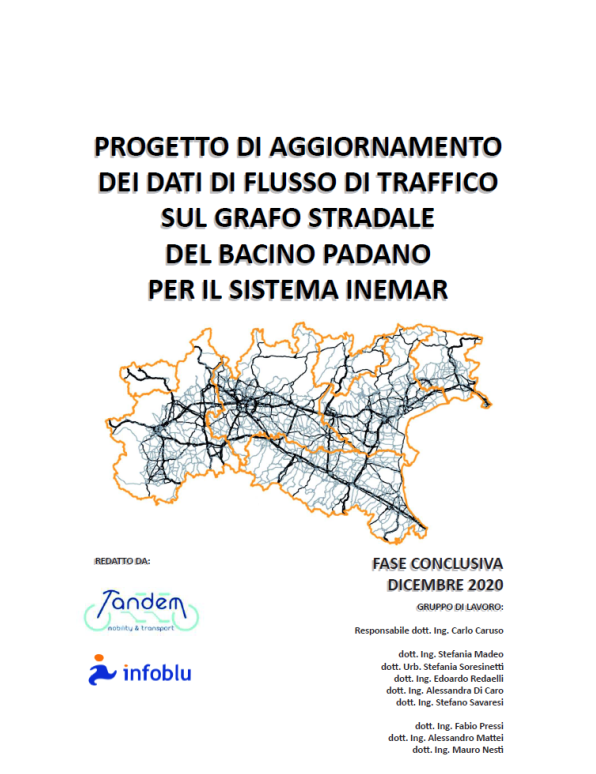 PROGETTO DI AGGIORNAMENTO
DEI DATI DI FLUSSO DI TRAFFICO
SUL GRAFO STRADALE
DEL BACINO PADANO
PER IL SISTEMA INEMAR
REDATTO DA:
Tandem
mobility & transport
infoblu
FASE CONCLUSIVA
DICEMBRE 2020
GRUPPO DI LAVORO:
Responsabile dott. Ing. Carlo Caruso
dott. Ing. Stefania Madeo
dott. Urb. Stefania Soresinetti
dott. Ing. Edoardo Redaelli
dott. Ing. Alessandra Di Caro
dott. Ing. Stefano Savaresi
dott. Ing. Fabio Pressi
dott. Ing. Alessandro Mattei
dott. Ing. Mauro Nesti